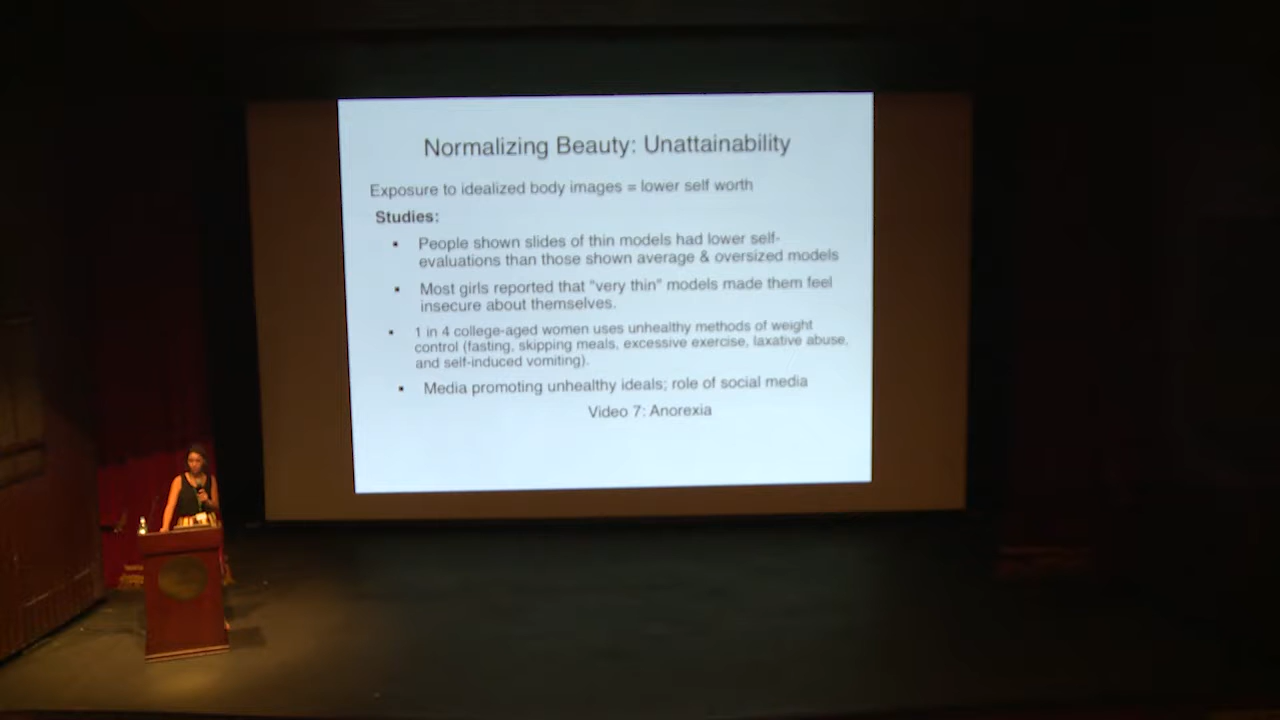 Normalizing Beauty: Unattainability
Exposure to idealized body images = lower self worth
Studies:
▪ People shown slides of thin models had lower self-
evaluations than those shown average & oversized models
▪ Most girls reported that "very thin" models made them feel
insecure about themselves.
▪ 1 in 4 college-aged women uses unhealthy methods of weight
control (fasting, skipping meals, excessive exercise, laxative abuse,
and self-induced vomiting).
▪ Media promoting unhealthy ideals; role of social media
Video 7: Anorexia